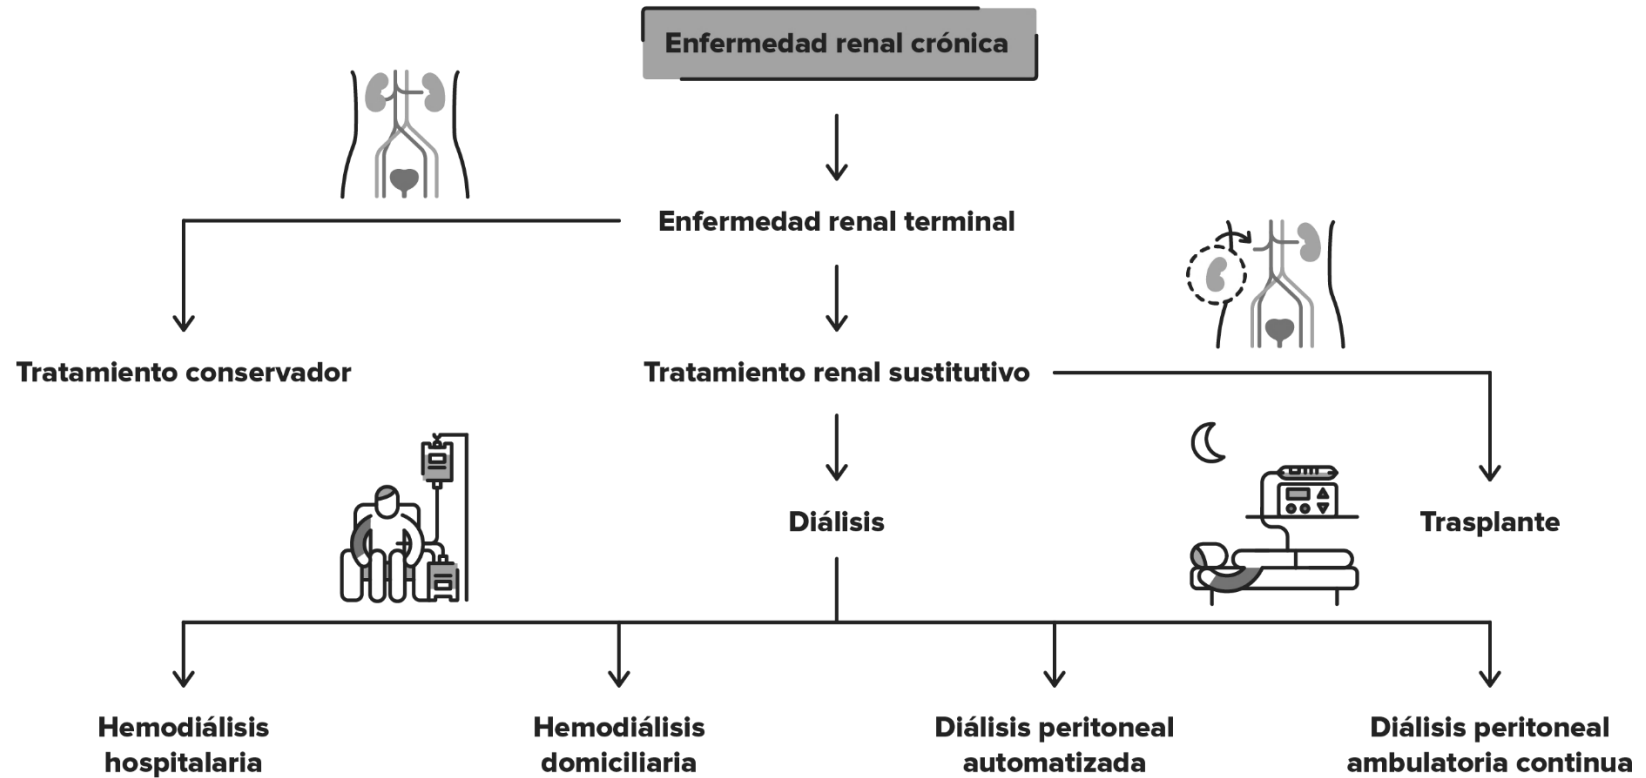 Enfermedad renal crónica
Enfermedad renal terminal
Tratamiento conservador
Tratamiento renal sustitutivo
Diálisis
Trasplante
Hemodiálisis
hospitalaria
Hemodiálisis
domiciliaria
Diálisis peritoneal
automatizada
Diálisis peritoneal
ambulatoria continua